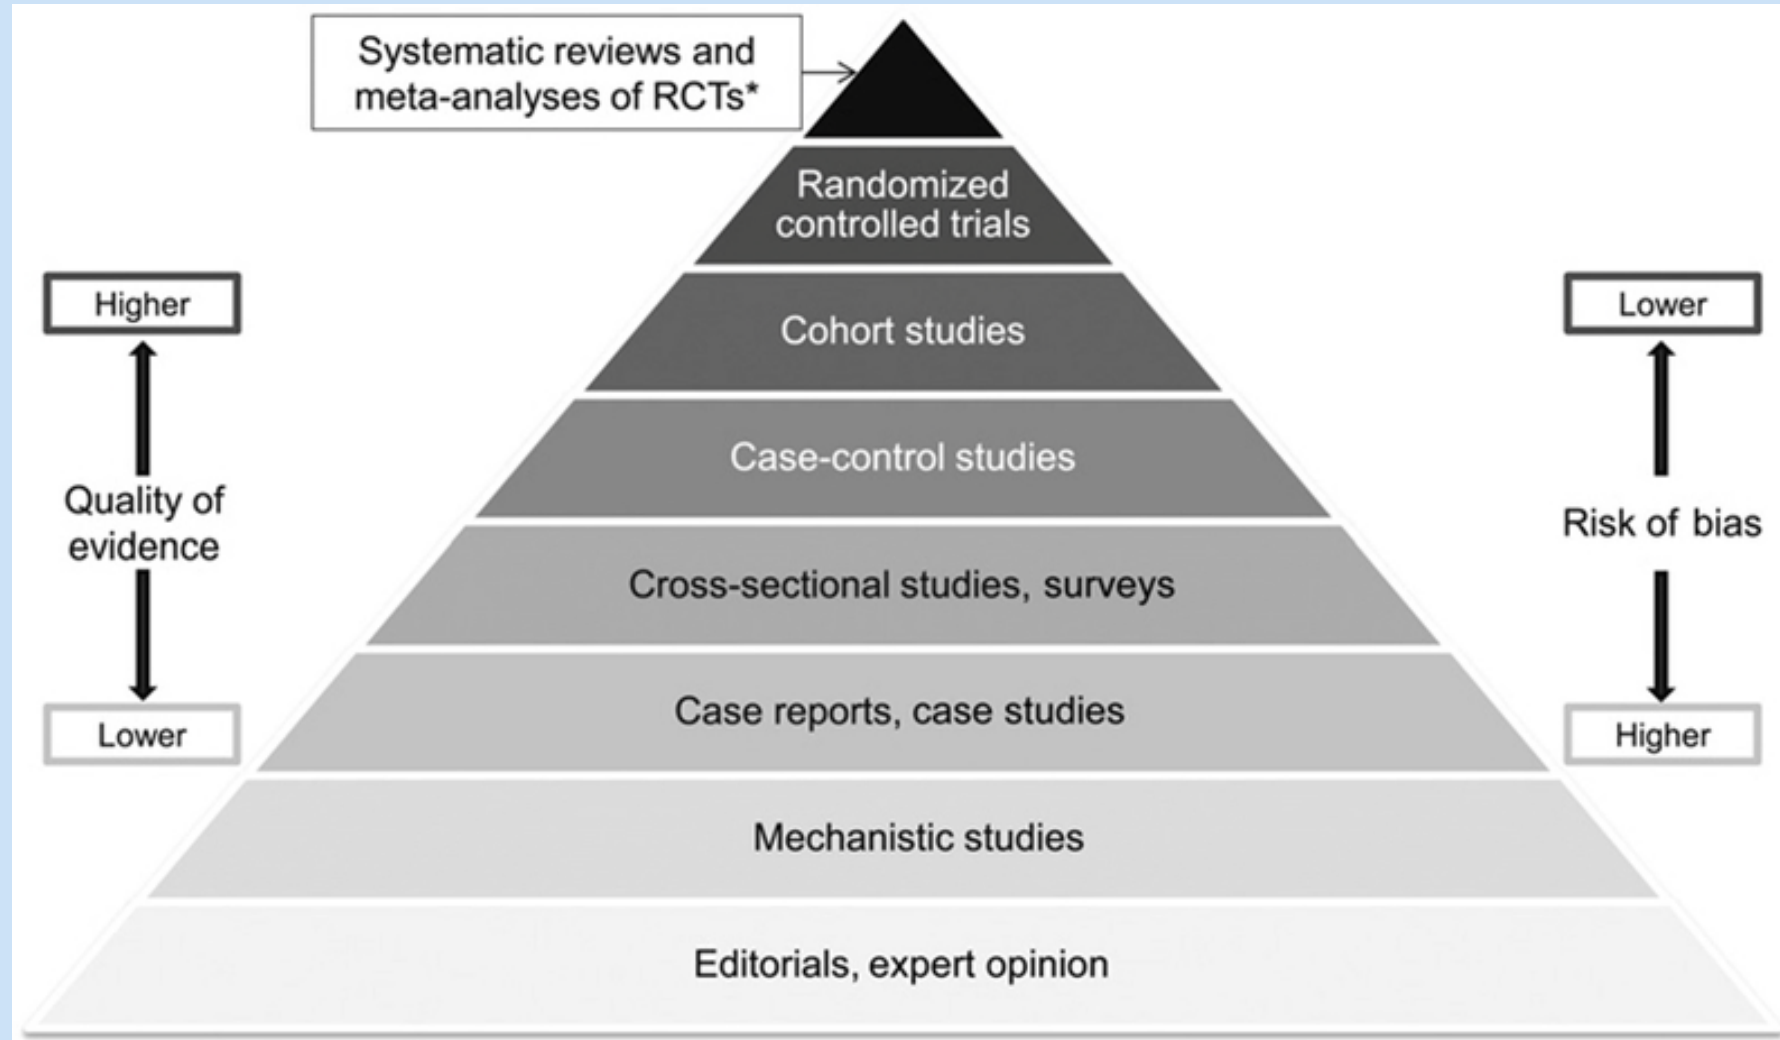 Systematic reviews and
meta-analyses of RCTs*
Randomized
controlled trials
Higher
Lower
Cohort studies
Case-control studies
Quality of
evidence
Risk of bias
Cross-sectional studies, surveys
Case reports, case studies
Lower
Higher
Mechanistic studies
Editorials, expert opinion